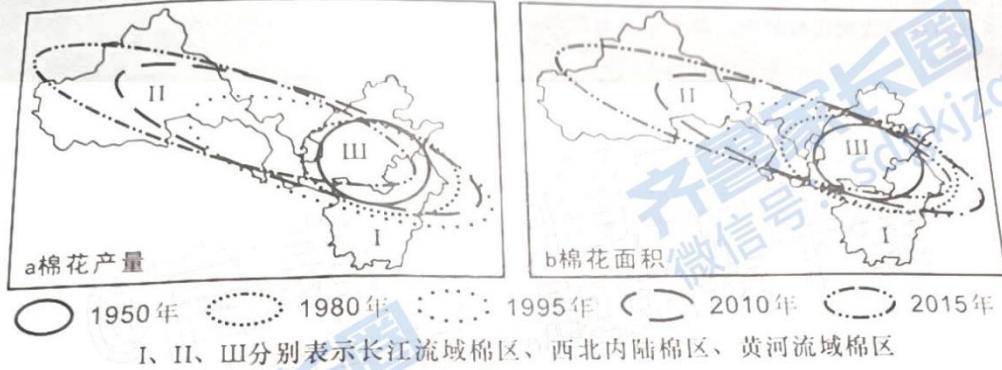 II
III
I
a棉花产量
II
III
I
b棉花面积
齐鲁家长圈
微信号:sdqkjzq
1950年 1980年 1995年 2010年 2015年
I、II、III分别表示长江流域棉区、西北内陆棉区、黄河流域棉区